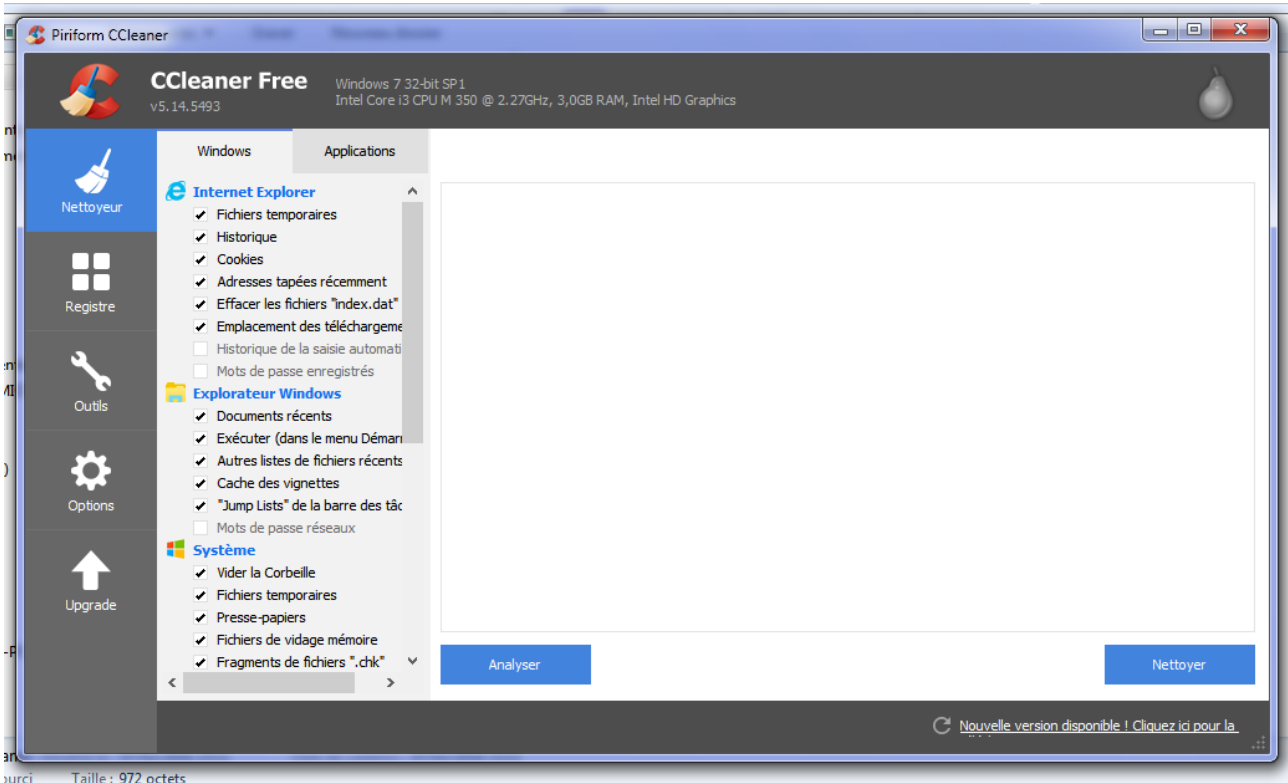 Piriform CCleaner
CCleaner Free
v5.14.5493
Windows 7 32-bit SP1
Intel Core i3 CPU M 350 @ 2.27GHz, 3,0GB RAM, Intel HD Graphics
Nettoyeur
Registre
Outils
Options
Upgrade
Windows
Applications
Internet Explorer
Fichiers temporaires
Historique
Cookies
Adresses tapées récemment
Effacer les fichiers "index.dat"
Emplacement des téléchargeme
Historique de la saisie automati
Mots de passe enregistrés
Explorateur Windows
Documents récents
Exécuter (dans le menu Démarr
Autres listes de fichiers récents
Cache des vignettes
"Jump Lists" de la barre des tâc
Mots de passe réseaux
Système
Vider la Corbeille
Fichiers temporaires
Presse-papiers
Fichiers de vidage mémoire
Fragments de fichiers ".chk"
Analyser
Nettoyer
Nouvelle version disponible ! Cliquez ici pour la
Taille : 972 octets